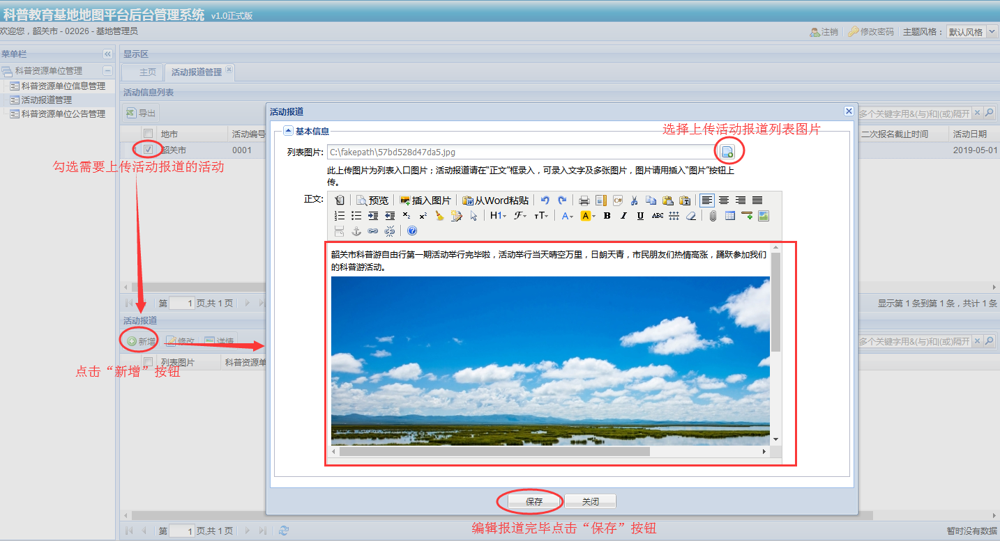 科普教育基地地图平台后台管理系统 v1.0正式版
欢迎您，韶关市 - 02026 - 基地管理员
注销 修改密码 主题风格： 默认风格
菜单栏
科普资源单位管理
科普资源单位信息管理
活动报道管理
科普资源单位公告管理
显示区
主页 活动报道管理
活动信息列表
导出
多个关键字用&(与)和|(或)隔开
地市 活动编号 二次报名截止时间 活动日期
韶关市 0001 2019-05-01
勾选需要上传活动报道的活动
第 1 页,共 1 页
显示第 1 条到第 1 条，共计 1 条
活动报道
新增 修改 详情
多个关键字用&(与)和|(或)隔开
列表图片 科普资源单
点击“新增”按钮
第 1 页,共 1 页
暂时没有数据
活动报道
基本信息
选择上传活动报道列表图片
列表图片: C:\fakepath\57bd528d47da5.jpg
此上传图片为列表入口图片；活动报道请在"正文"框录入，可录入文字及多张图片，图片请用插入"图片"按钮上
传。
正文:
预览 插入图片 从Word粘贴
H1 F TT A A B I U ABC
韶关市科普游自由行第一期活动举行完毕啦，活动举行当天晴空万里，日朗天青，市民朋友们热情高涨，踊跃参加我们
的科普游活动。
保存 关闭
编辑报道完毕点击“保存”按钮